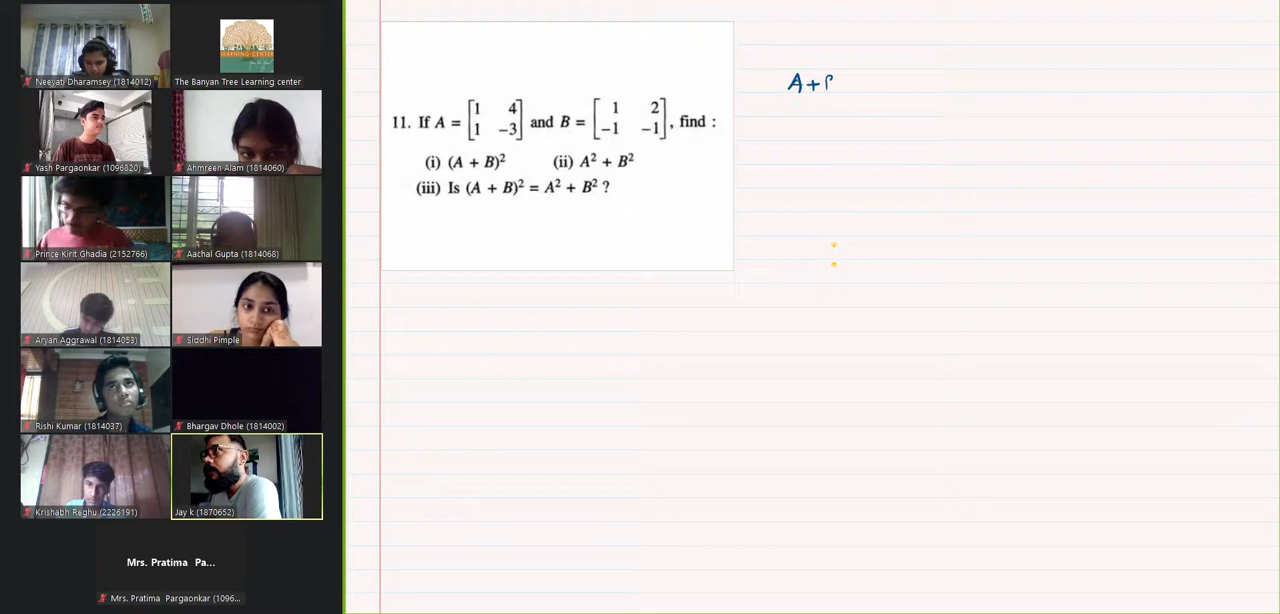 Neeyati Dharamsey (1814012)
LEARNING CENTER
The Banyan Tree Learning center
Yash Pargaonkar (1096820)
Ahmreen Alam (1814060)
Prince Kirit Ghadia (2152766)
Aachal Gupta (1814068)
Aryan Aggrawal (1814053)
Siddhi Pimple
Rishi Kumar (1814037)
Bhargav Dhole (1814002)
Krishabh Reghu (2226191)
Jay k (1870652)
Mrs. Pratima Pa...
Mrs. Pratima Pargaonkar (1096...
11. If A = [1 4; 1 −3] and B = [1 2; −1 −1], find :
(i) (A + B)² (ii) A² + B²
(iii) Is (A + B)² = A² + B² ?
A+